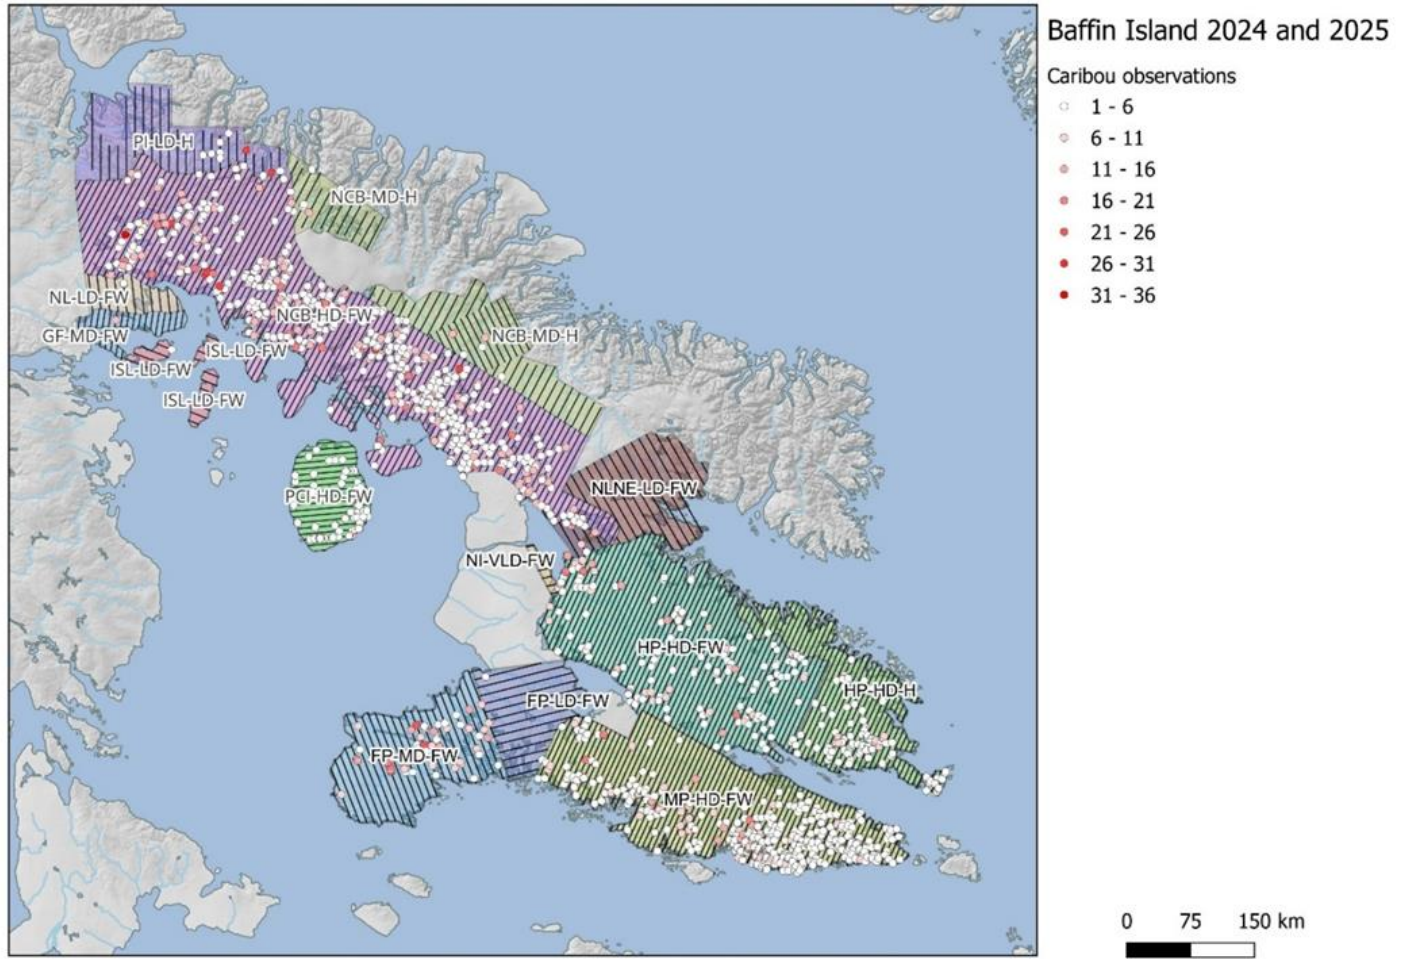 Baffin Island 2024 and 2025
Caribou observations
1 - 6
6 - 11
11 - 16
16 - 21
21 - 26
26 - 31
31 - 36
PI-LD-H
NCB-MD-H
NL-LD-FW
NCB-HD-FW
GF-MD-FW
NCB-MD-H
ISL-LD-FW
ISL-LD-FW
ISL-LD-FW
NLNE-LD-FW
PCI-HD-FW
NI-VLD-FW
HP-HD-FW
HP-HD-H
FP-LD-FW
FP-MD-FW
MP-HD-FW
0 75 150 km